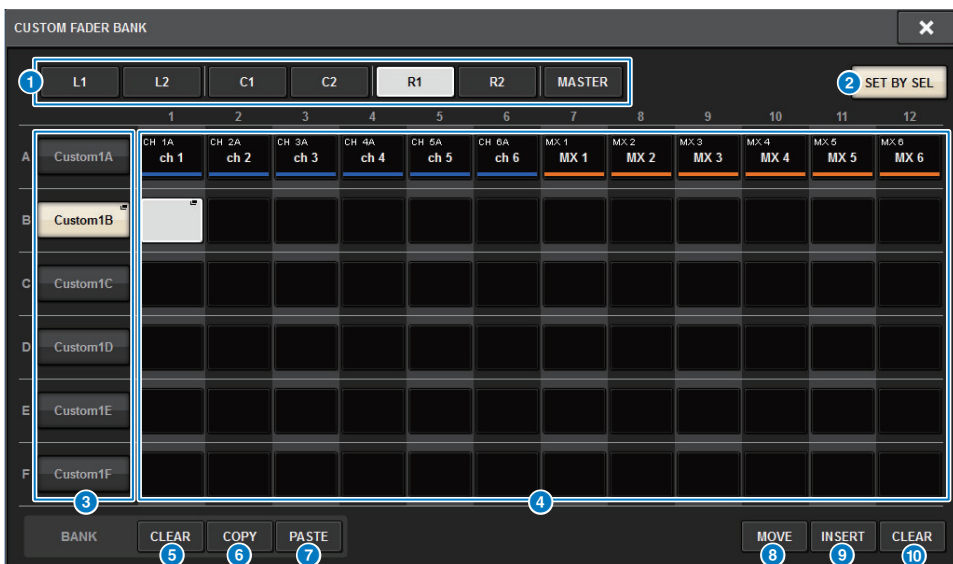 CUSTOM FADER BANK
1 L1 L2 C1 C2 R1 R2 MASTER 2 SET BY SEL
1 2 3 4 5 6 7 8 9 10 11 12
CH 1A CH 2A CH 3A CH 4A CH 5A CH 6A MX 1 MX 2 MX 3 MX 4 MX 5 MX 6
A Custom1A ch 1 ch 2 ch 3 ch 4 ch 5 ch 6 MX 1 MX 2 MX 3 MX 4 MX 5 MX 6
B Custom1B
C Custom1C
D Custom1D
E Custom1E
F Custom1F
3 4
BANK CLEAR COPY PASTE MOVE INSERT CLEAR
5 6 7 8 9 10